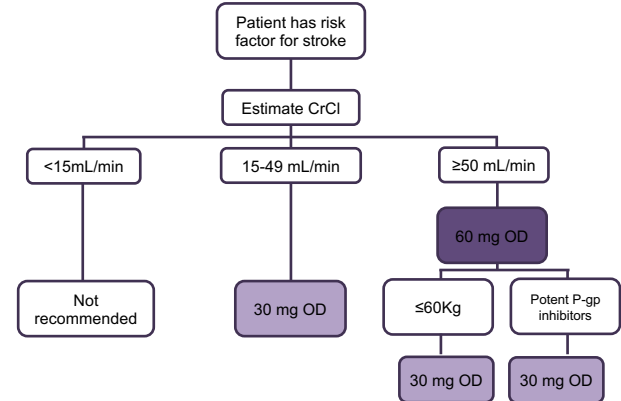 Patient has risk
factor for stroke
Estimate CrCl
<15mL/min
15-49 mL/min
≥50 mL/min
60 mg OD
Not
recommended
30 mg OD
≤60Kg
Potent P-gp
inhibitors
30 mg OD
30 mg OD